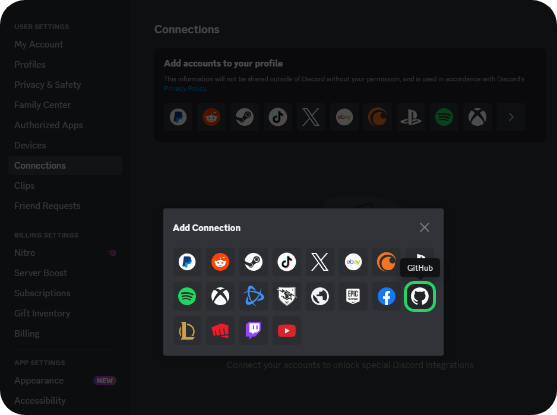 USER SETTINGS
My Account
Profiles
Privacy & Safety
Family Center
Authorized Apps
Devices
Connections
Clips
Friend Requests
BILLING SETTINGS
Nitro
Server Boost
Subscriptions
Gift Inventory
Billing
APP SETTINGS
Appearance NEW
Accessibility
Connections
Add accounts to your profile
This information will not be shared outside of Discord without your permission, and is used in accordance with Discord's
Privacy Policy.
ebay
Add Connection
ebay
GitHub
EPIC
GAMES
Connect your accounts to unlock special Discord integrations